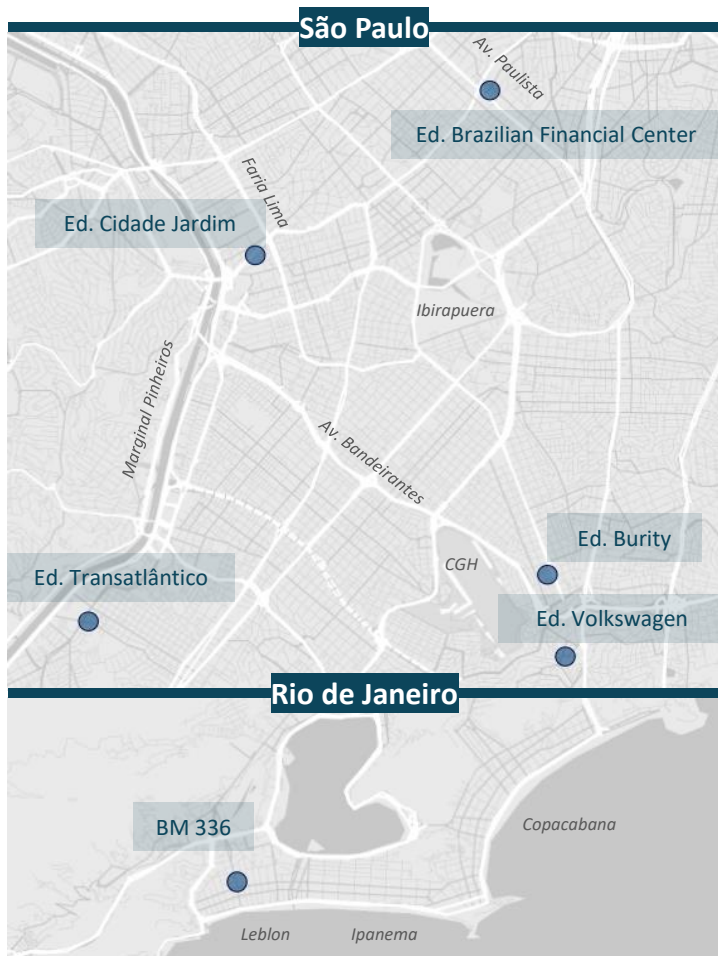 São Paulo
Av. Paulista
Ed. Brazilian Financial Center
Faria Lima
Ed. Cidade Jardim
Ibirapuera
Marginal Pinheiros
Av. Bandeirantes
Ed. Burity
CGH
Ed. Transatlântico
Ed. Volkswagen
Rio de Janeiro
BM 336
Copacabana
Leblon
Ipanema